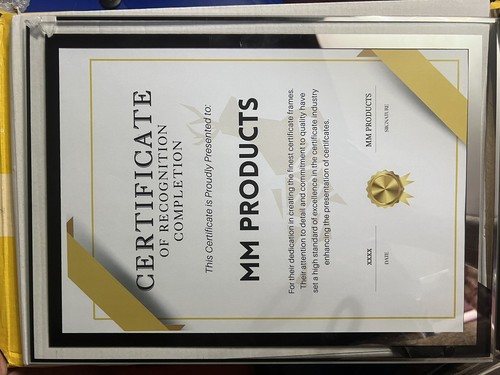 CERTIFICATE
OF RECOGNITION
COMPLETION
This Certificate is Proudly Presented to:
MM PRODUCTS
For their dedication in creating the finest certificate frames.
Their attention to detail and commitment to quality have
set a high standard of excellence in the certificate industry
enhancing the presentation of certifcates.
XXXX
DATE
MM PRODUCTS
SIGNATURE